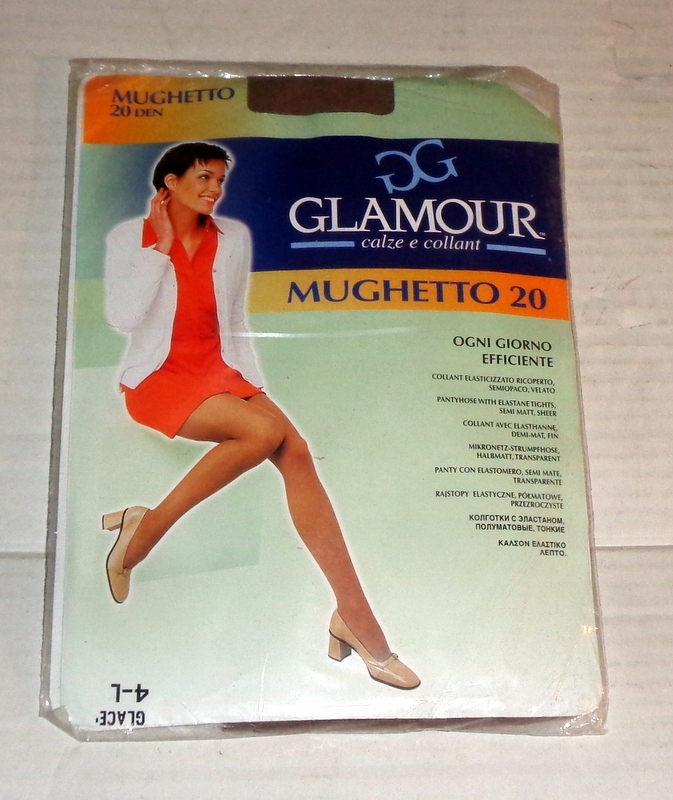 MUGHETTO
20 DEN
GG
GLAMOUR™
calze e collant
MUGHETTO 20
OGNI GIORNO
EFFICIENTE
COLLANT ELASTICIZZATO RICOPERTO,
SEMIOPACO, VELATO
PANTYHOSE WITH ELASTANE TIGHTS,
SEMI MATT, SHEER
COLLANT AVEC ELASTHANNE,
DEMI-MAT, FIN
MIKRONETZ-STRUMPFHOSE,
HALBMATT, TRANSPARENT
PANTY CON ELASTOMERO, SEMI MATE,
TRANSPARENTE
RAJSTOPY ELASTYCZNE, PÓŁMATOWE,
PRZEZROCZYSTE
КОЛГОТКИ С ЭЛАСТАНОМ,
ПОЛУМАТОВЫЕ, ТОНКИЕ
ΚΑΛΣΟΝ ΕΛΑΣΤΙΚΟ
ΛΕΠΤΟ.
GLACE'
4-L